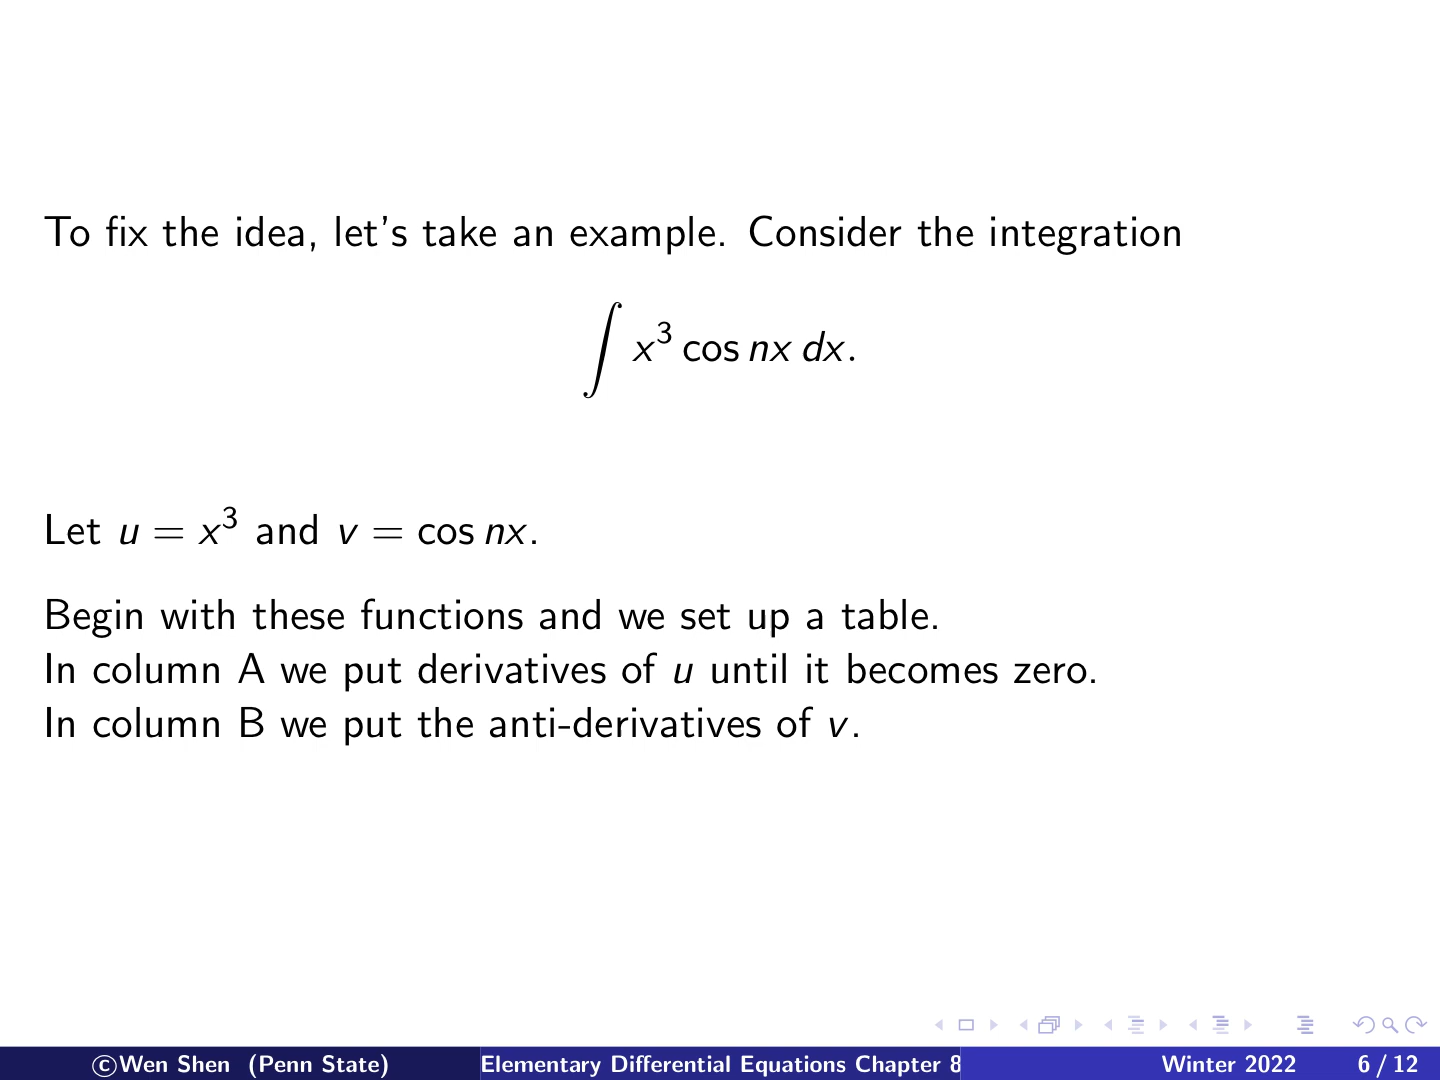 To fix the idea, let's take an example. Consider the integration
∫ x³ cos nx dx.
Let u = x³ and v = cos nx.
Begin with these functions and we set up a table.
In column A we put derivatives of u until it becomes zero.
In column B we put the anti-derivatives of v.
©Wen Shen (Penn State) Elementary Differential Equations Chapter 8 Winter 2022 6 / 12